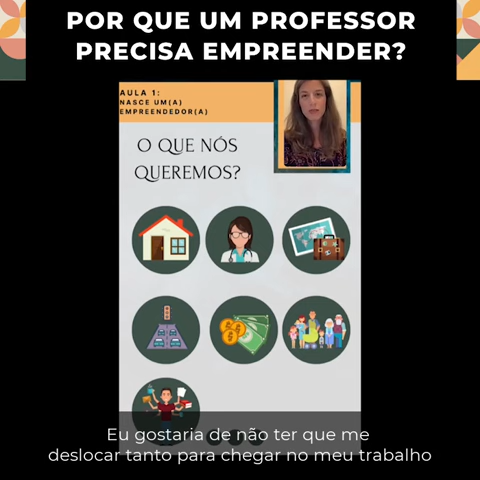 POR QUE UM PROFESSOR
PRECISA EMPREENDER?
AULA 1:
NASCE UM(A)
EMPREENDEDOR(A)
O QUE NÓS
QUEREMOS?
Eu gostaria de não ter que me
deslocar tanto para chegar no meu trabalho